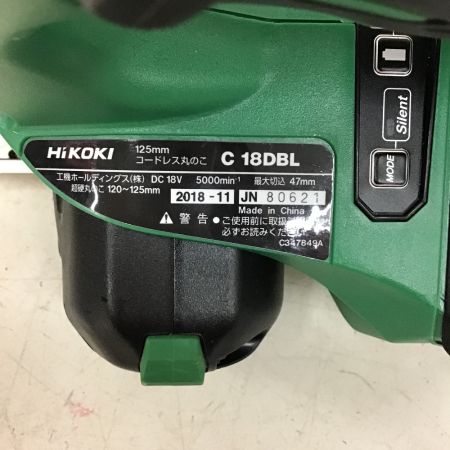 HiKOKI 125mm コードレス丸のこ C 18DBL
工機ホールディングス(株) DC 18V 5000min⁻¹ 最大切込 47mm
超硬丸のこ 120〜125mm 2018-11 JN 80621
Made in China
⚠ 警告 ●ご使用前に取扱
必ずお読みくださ
C347849A
Silent
MODE